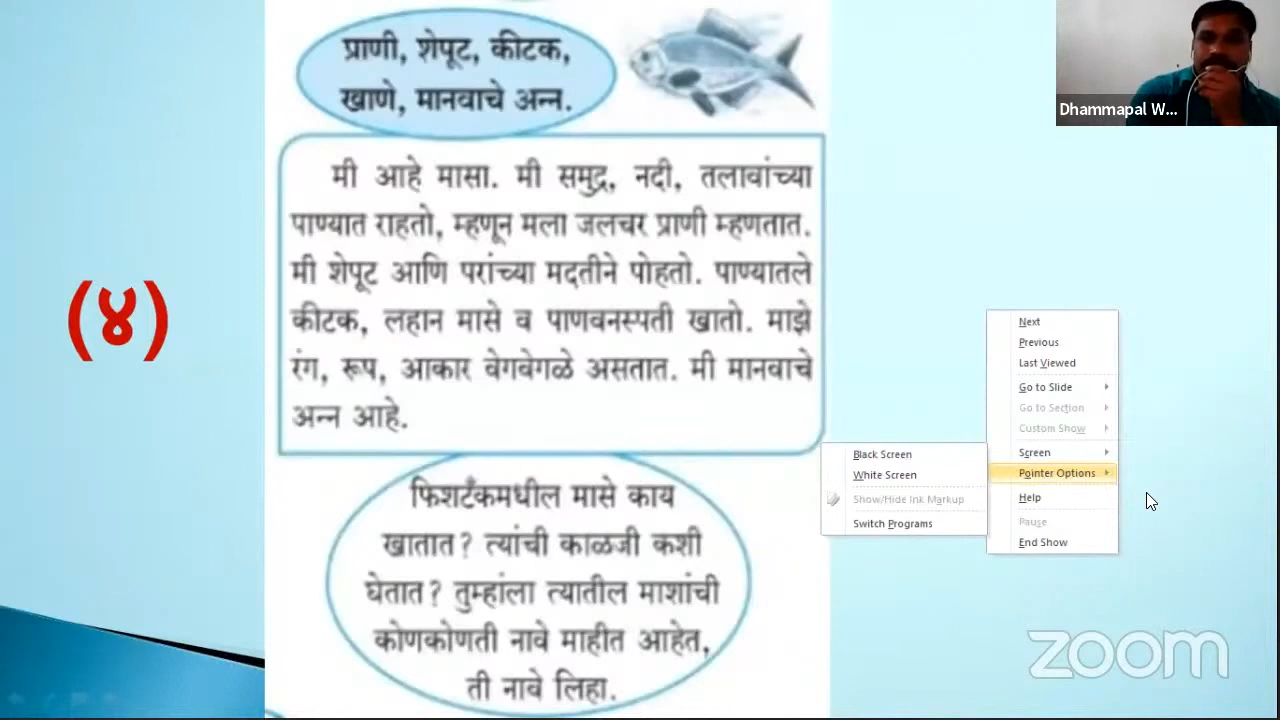 प्राणी, शेपूट, कीटक,
खाणे, मानवाचे अन्न.
Dhammapal W...
मी आहे मासा. मी समुद्र, नदी, तलावांच्या
पाण्यात राहतो, म्हणून मला जलचर प्राणी म्हणतात.
मी शेपूट आणि परांच्या मदतीने पोहतो. पाण्यातले
कीटक, लहान मासे व पाणवनस्पती खातो. माझे
रंग, रूप, आकार वेगवेगळे असतात. मी मानवाचे
अन्न आहे.
(४)
फिशटँकमधील मासे काय
खातात? त्यांची काळजी कशी
घेतात? तुम्हांला त्यातील माशांची
कोणकोणती नावे माहीत आहेत,
ती नावे लिहा.
Next
Previous
Last Viewed
Go to Slide
Go to Section
Custom Show
Screen
Pointer Options
Help
Pause
End Show
Black Screen
White Screen
Show/Hide Ink Markup
Switch Programs
zoom